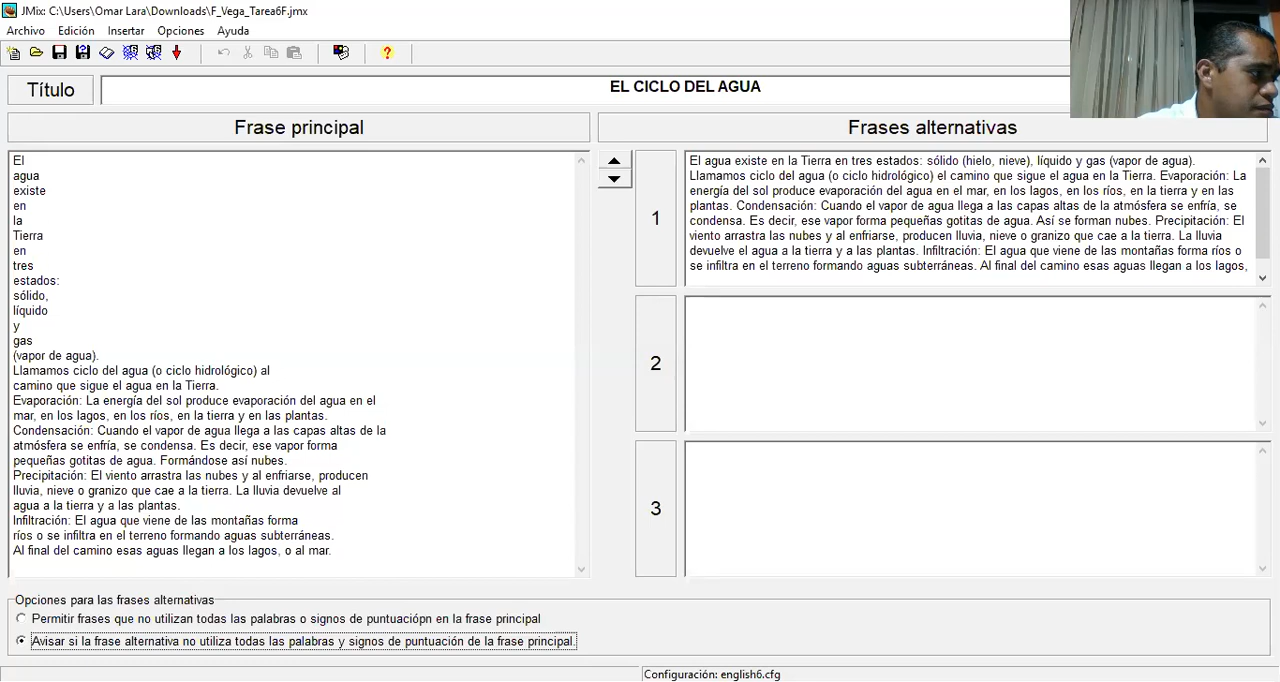 JMix: C:\Users\Omar Lara\Downloads\F_Vega_Tarea6F.jmx
Archivo Edición Insertar Opciones Ayuda
Título
EL CICLO DEL AGUA
Frase principal
Frases alternativas
El
agua
existe
en
la
Tierra
en
tres
estados:
sólido,
líquido
y
gas
(vapor de agua).
Llamamos ciclo del agua (o ciclo hidrológico) al
camino que sigue el agua en la Tierra.
Evaporación: La energía del sol produce evaporación del agua en el
mar, en los lagos, en los ríos, en la tierra y en las plantas.
Condensación: Cuando el vapor de agua llega a las capas altas de la
atmósfera se enfría, se condensa. Es decir, ese vapor forma
pequeñas gotitas de agua. Formándose así nubes.
Precipitación: El viento arrastra las nubes y al enfriarse, producen
lluvia, nieve o granizo que cae a la tierra. La lluvia devuelve al
agua a la tierra y a las plantas.
Infiltración: El agua que viene de las montañas forma
ríos o se infiltra en el terreno formando aguas subterráneas.
Al final del camino esas aguas llegan a los lagos, o al mar.
1
El agua existe en la Tierra en tres estados: sólido (hielo, nieve), líquido y gas (vapor de agua).
Llamamos ciclo del agua (o ciclo hidrológico) el camino que sigue el agua en la Tierra. Evaporación: La
energía del sol produce evaporación del agua en el mar, en los lagos, en los ríos, en la tierra y en las
plantas. Condensación: Cuando el vapor de agua llega a las capas altas de la atmósfera se enfría, se
condensa. Es decir, ese vapor forma pequeñas gotitas de agua. Así se forman nubes. Precipitación: El
viento arrastra las nubes y al enfriarse, producen lluvia, nieve o granizo que cae a la tierra. La lluvia
devuelve el agua a la tierra y a las plantas. Infiltración: El agua que viene de las montañas forma ríos o
se infiltra en el terreno formando aguas subterráneas. Al final del camino esas aguas llegan a los lagos,
2
3
Opciones para las frases alternativas
Permitir frases que no utilizan todas las palabras o signos de puntuaciópn en la frase principal
Avisar si la frase alternativa no utiliza todas las palabras y signos de puntuación de la frase principal.
Configuración: english6.cfg